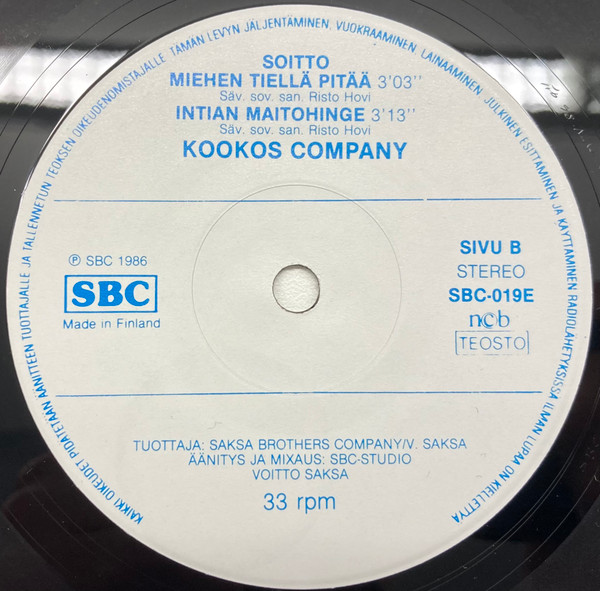 KAIKKI OIKEUDET PIDÄTETÄÄN ÄÄNITTEEN TUOTTAJALLE JA TALLENNETUN TEOKSEN OIKEUDENOMISTAJALLE TÄMÄN LEVYN JÄLJENTÄMINEN, VUOKRAAMINEN LAINAAMINEN, JULKINEN ESITTÄMINEN JA KÄYTTÄMINEN RADIOLÄHETYKSISSÄ ILMAN LUPAA ON KIELLETTYÄ
SOITTO
MIEHEN TIELLÄ PITÄÄ 3'03''
Säv. sov. san. Risto Hovi
INTIAN MAITOHINGE 3'13''
Säv. sov. san. Risto Hovi
KOOKOS COMPANY
Ⓟ SBC 1986
SBC
Made in Finland
SIVU B
STEREO
SBC-019E
ncb
TEOSTO
TUOTTAJA: SAKSA BROTHERS COMPANY/V. SAKSA
ÄÄNITYS JA MIXAUS: SBC-STUDIO
VOITTO SAKSA
33 rpm